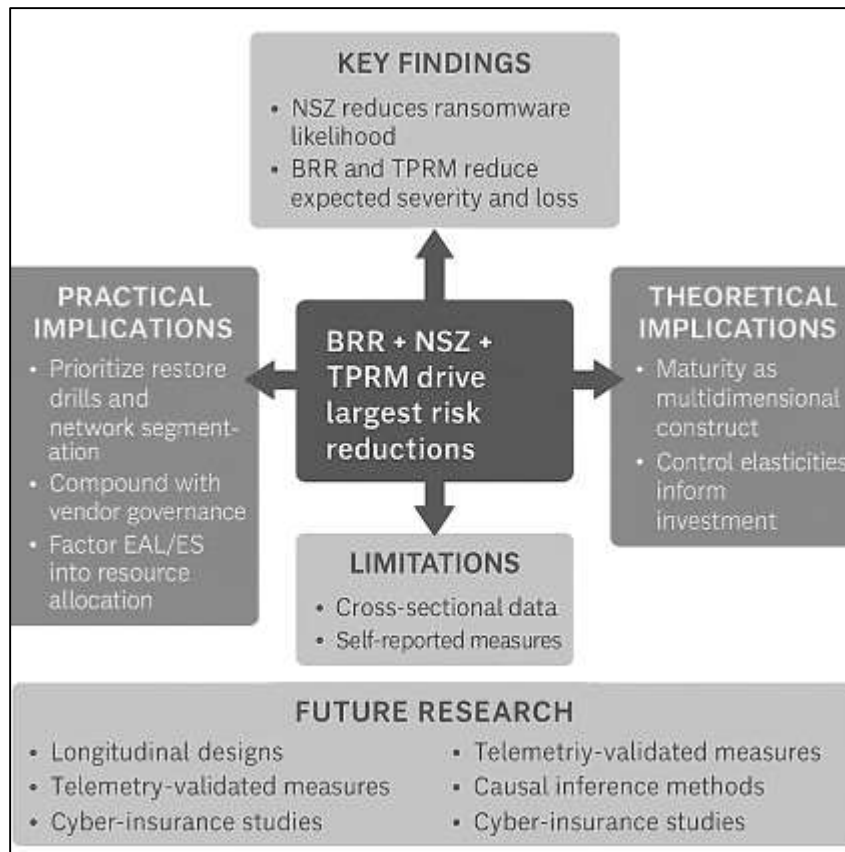 KEY FINDINGS
• NSZ reduces ransomware
likelihood
• BRR and TPRM reduce
expected severity and loss
PRACTICAL
IMPLICATIONS
• Prioritize restore
drills and
network segment-
ation
• Compound with
vendor governance
• Factor EAL/ES
into resource
allocation
BRR + NSZ +
TPRM drive
largest risk
reductions
THEORETICAL
IMPLICATIONS
• Maturity as
multidimensional
construct
• Control elasticities
inform
investment
LIMITATIONS
• Cross-sectional data
• Self-reported measures
FUTURE RESEARCH
• Longitudinal designs
• Telemetry-validated measures
• Cyber-insurance studies
• Telemetriy-validated measures
• Causal inference methods
• Cyber-insurance studies